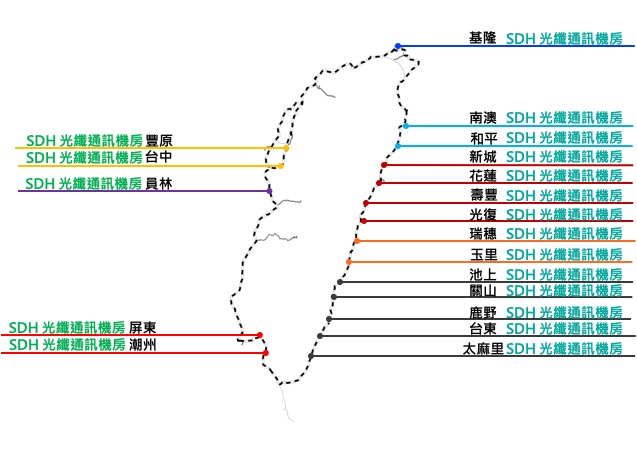 基隆 SDH 光纖通訊機房
南澳 SDH 光纖通訊機房
和平 SDH 光纖通訊機房
新城 SDH 光纖通訊機房
花蓮 SDH 光纖通訊機房
壽豐 SDH 光纖通訊機房
光復 SDH 光纖通訊機房
瑞穗 SDH 光纖通訊機房
玉里 SDH 光纖通訊機房
池上 SDH 光纖通訊機房
關山 SDH 光纖通訊機房
鹿野 SDH 光纖通訊機房
台東 SDH 光纖通訊機房
太麻里 SDH 光纖通訊機房
SDH 光纖通訊機房 豐原
SDH 光纖通訊機房 台中
SDH 光纖通訊機房 員林
SDH 光纖通訊機房 屏東
SDH 光纖通訊機房 潮州